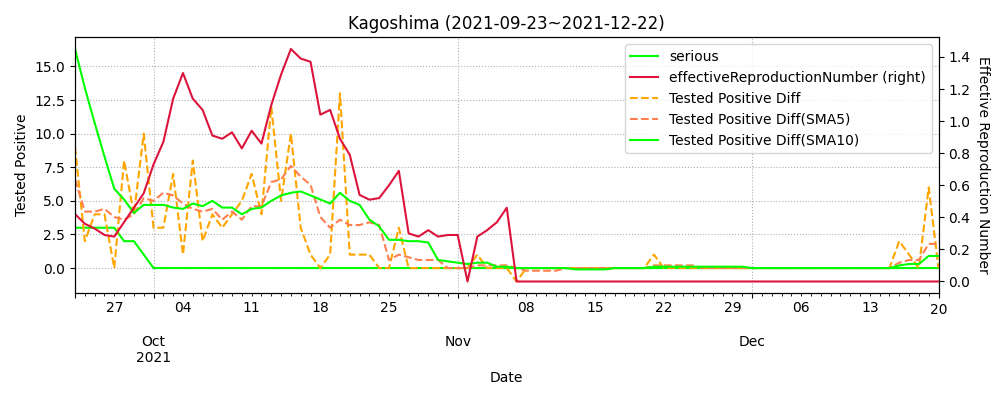 Kagoshima (2021-09-23~2021-12-22)
serious
effectiveReproductionNumber (right)
Tested Positive Diff
Tested Positive Diff(SMA5)
Tested Positive Diff(SMA10)
Tested Positive
15.0
12.5
10.0
7.5
5.0
2.5
0.0
1.4
1.2
1.0
0.8
0.6
0.4
0.2
0.0
Effective Reproduction Number
27 04 11 18 25 08 15 22 29 06 13 20
Oct Nov Dec
2021
Date